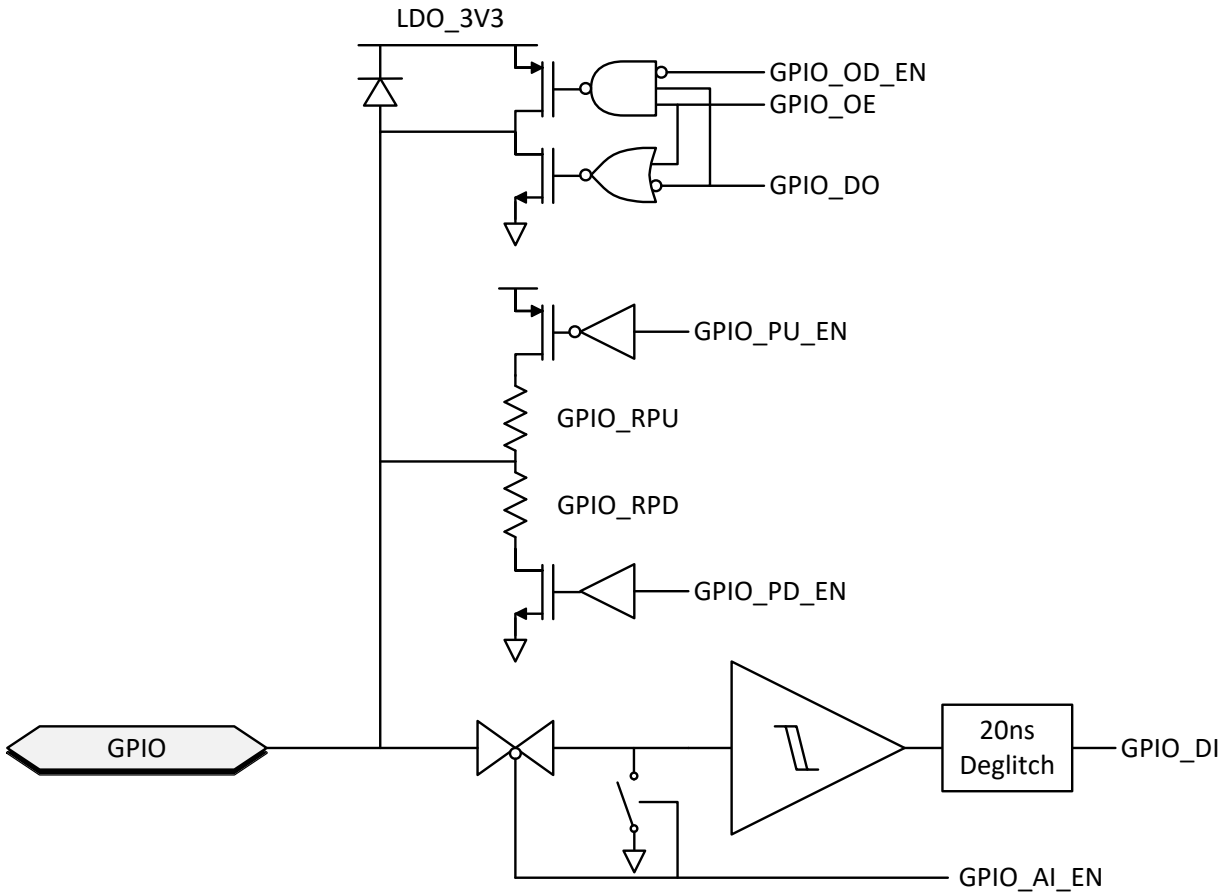 LDO_3V3
GPIO_OD_EN
GPIO_OE
GPIO_DO
GPIO_PU_EN
GPIO_RPU
GPIO_RPD
GPIO_PD_EN
GPIO
20ns
Deglitch
GPIO_DI
GPIO_AI_EN